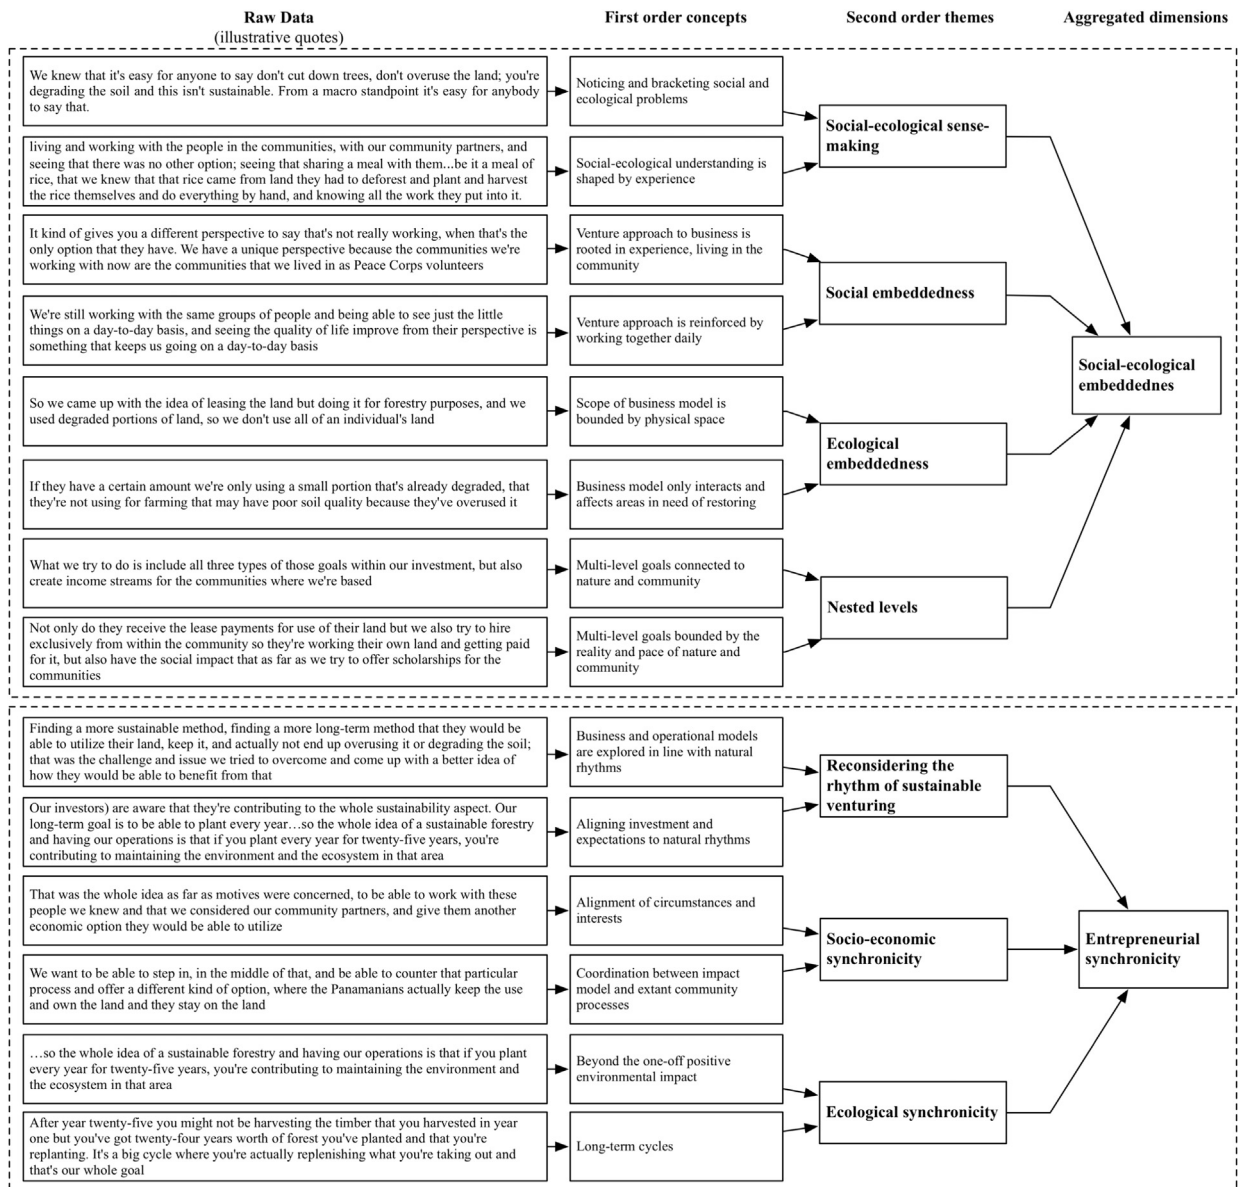 Raw Data
(illustrative quotes)
First order concepts
Second order themes
Aggregated dimensions
We knew that it's easy for anyone to say don't cut down trees, don't overuse the land; you're
degrading the soil and this isn't sustainable. From a macro standpoint it's easy for anybody
to say that.
Noticing and bracketing social and
ecological problems
living and working with the people in the communities, with our community partners, and
seeing that there was no other option; seeing that sharing a meal with them...be it a meal of
rice, that we knew that that rice came from land they had to deforest and plant and harvest
the rice themselves and do everything by hand, and knowing all the work they put into it.
Social-ecological understanding is
shaped by experience
Social-ecological sense-
making
It kind of gives you a different perspective to say that's not really working, when that's the
only option that they have. We have a unique perspective because the communities we're
working with now are the communities that we lived in as Peace Corps volunteers
Venture approach to business is
rooted in experience, living in the
community
We're still working with the same groups of people and being able to see just the little
things on a day-to-day basis, and seeing the quality of life improve from their perspective is
something that keeps us going on a day-to-day basis
Venture approach is reinforced by
working together daily
Social embeddedness
So we came up with the idea of leasing the land but doing it for forestry purposes, and we
used degraded portions of land, so we don't use all of an individual's land
Scope of business model is
bounded by physical space
If they have a certain amount we're only using a small portion that's already degraded, that
they're not using for farming that may have poor soil quality because they've overused it
Business model only interacts and
affects areas in need of restoring
Ecological
embeddedness
What we try to do is include all three types of those goals within our investment, but also
create income streams for the communities where we're based
Multi-level goals connected to
nature and community
Not only do they receive the lease payments for use of their land but we also try to hire
exclusively from within the community so they're working their own land and getting paid
for it, but also have the social impact that as far as we try to offer scholarships for the
communities
Multi-level goals bounded by the
reality and pace of nature and
community
Nested levels
Social-ecological
embeddednes
Finding a more sustainable method, finding a more long-term method that they would be
able to utilize their land, keep it, and actually not end up overusing it or degrading the soil;
that was the challenge and issue we tried to overcome and come up with a better idea of
how they would be able to benefit from that
Business and operational models
are explored in line with natural
rhythms
Our investors) are aware that they're contributing to the whole sustainability aspect. Our
long-term goal is to be able to plant every year…so the whole idea of a sustainable forestry
and having our operations is that if you plant every year for twenty-five years, you're
contributing to maintaining the environment and the ecosystem in that area
Aligning investment and
expectations to natural rhythms
Reconsidering the
rhythm of sustainable
venturing
That was the whole idea as far as motives were concerned, to be able to work with these
people we knew and that we considered our community partners, and give them another
economic option they would be able to utilize
Alignment of circumstances and
interests
We want to be able to step in, in the middle of that, and be able to counter that particular
process and offer a different kind of option, where the Panamanians actually keep the use
and own the land and they stay on the land
Coordination between impact
model and extant community
processes
Socio-economic
synchronicity
…so the whole idea of a sustainable forestry and having our operations is that if you plant
every year for twenty-five years, you're contributing to maintaining the environment and
the ecosystem in that area
Beyond the one-off positive
environmental impact
After year twenty-five you might not be harvesting the timber that you harvested in year
one but you've got twenty-four years worth of forest you've planted and that you're
replanting. It's a big cycle where you're actually replenishing what you're taking out and
that's our whole goal
Long-term cycles
Ecological synchronicity
Entrepreneurial
synchronicity